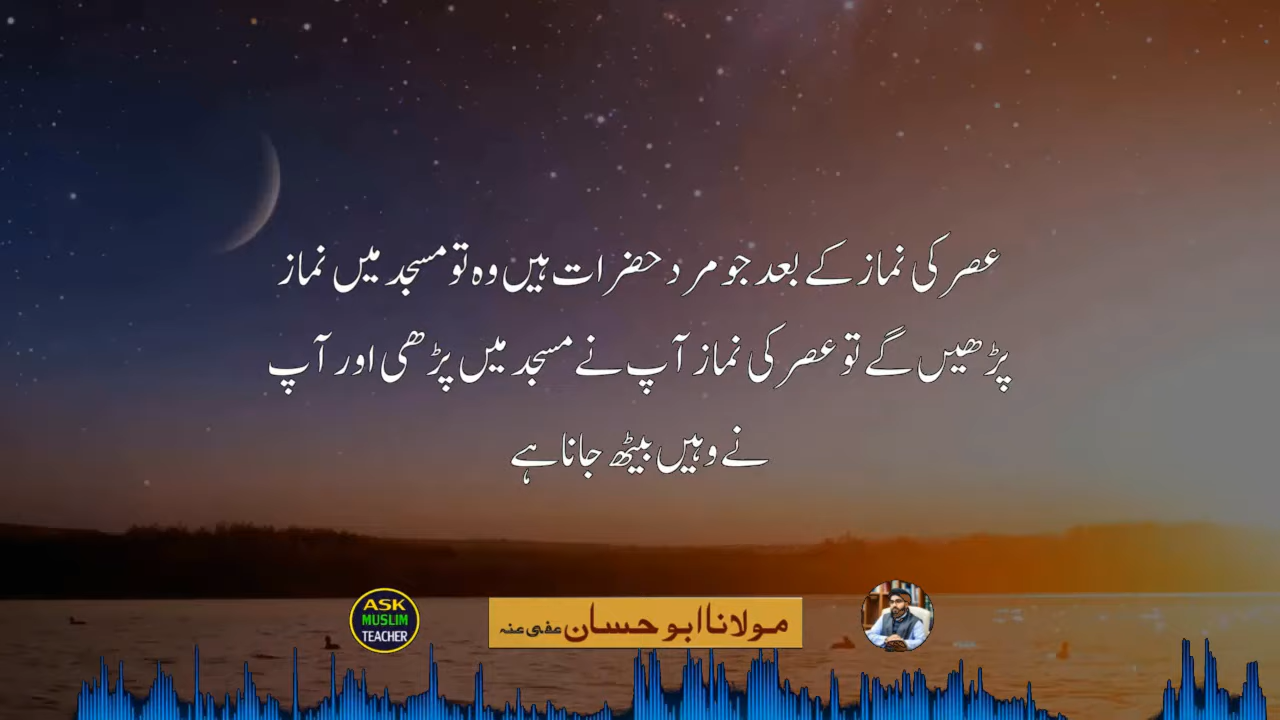 عصر کی نماز کے بعد جو مرد حضرات ہیں وہ تو مسجد میں نماز
پڑھیں گے تو عصر کی نماز آپ نے مسجد میں پڑھی اور آپ
نے وہیں بیٹھ جانا ہے
ASK
MUSLIM
TEACHER
مولانا ابو حسان عفی عنہ